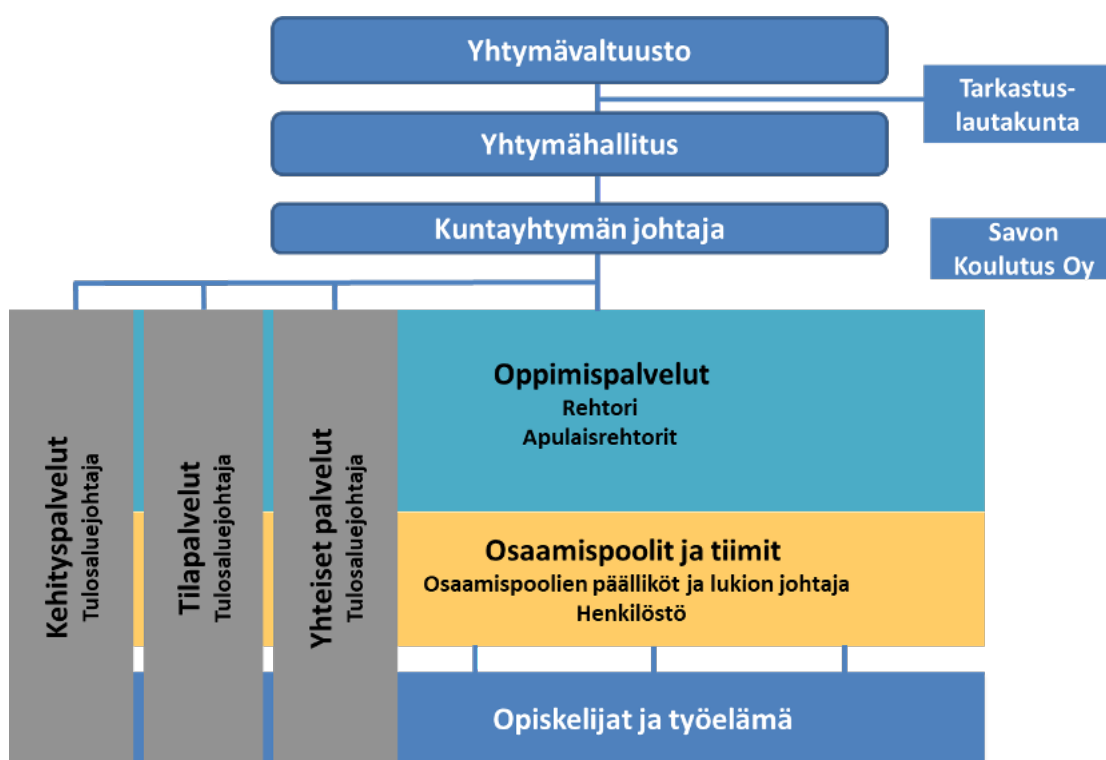 Yhtymävaltuusto
Tarkastus-
lautakunta
Yhtymähallitus
Kuntayhtymän johtaja
Savon
Koulutus Oy
Kehityspalvelut
Tulosaluejohtaja
Tilapalvelut
Tulosaluejohtaja
Yhteiset palvelut
Tulosaluejohtaja
Oppimispalvelut
Rehtori
Apulaisrehtorit
Osaamispoolit ja tiimit
Osaamispoolien päälliköt ja lukion johtaja
Henkilöstö
Opiskelijat ja työelämä